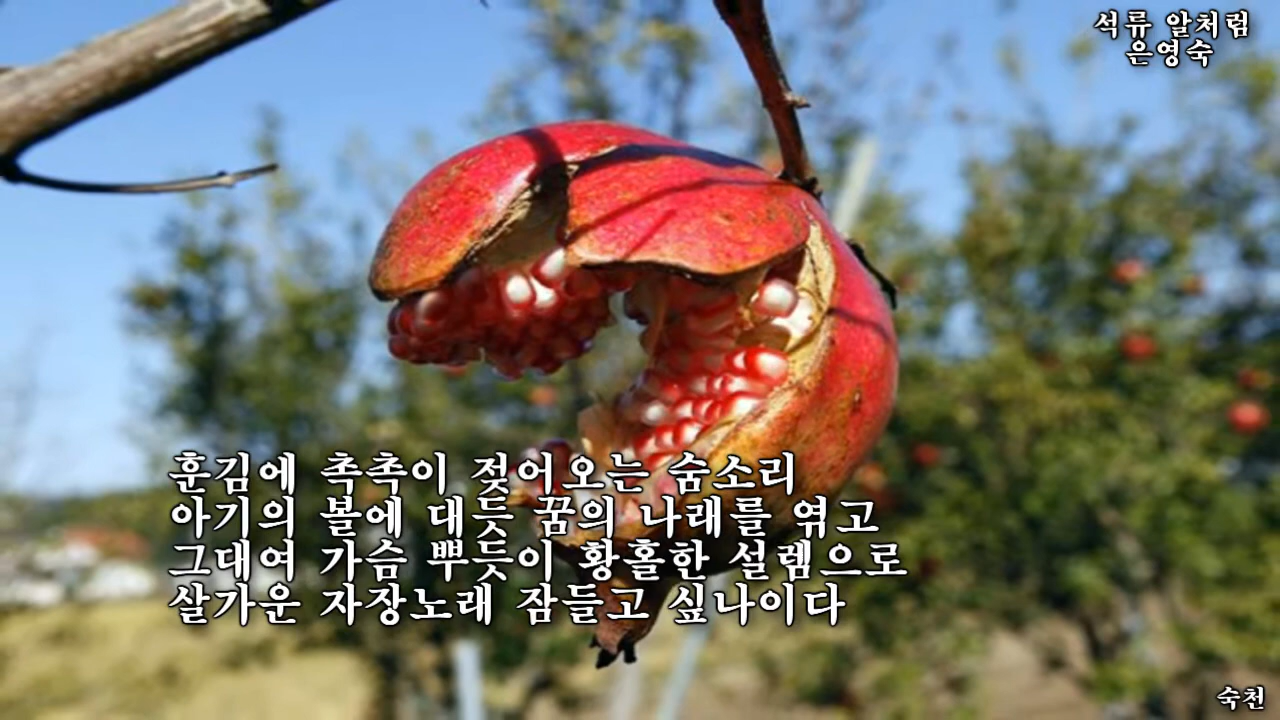 석류 알처럼
은영숙
훈김에 촉촉이 젖어오는 숨소리
아기의 볼에 대듯 꿈의 나래를 엮고
그대여 가슴 뿌듯이 황홀한 설렘으로
살가운 자장노래 잠들고 싶나이다
숙천